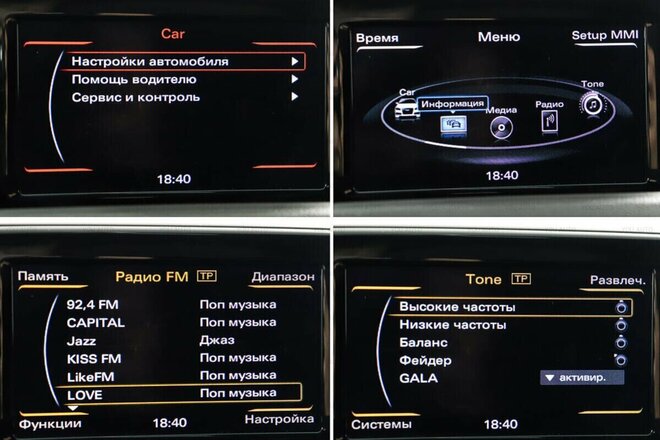 Car
Настройки автомобиля
Помощь водителю
Сервис и контроль
18:40
Время Меню Setup MMI
Car Информация Медиа Радио Tone
18:40
Память Радио FM TP Диапазон
92,4 FM Поп музыка
CAPITAL Поп музыка
Jazz Джаз
KISS FM Поп музыка
LikeFM Поп музыка
LOVE Поп музыка
Функции 18:40 Настройка
Tone TP Развлеч.
Высокие частоты
Низкие частоты
Баланс
Фейдер
GALA активир.
Системы 18:40